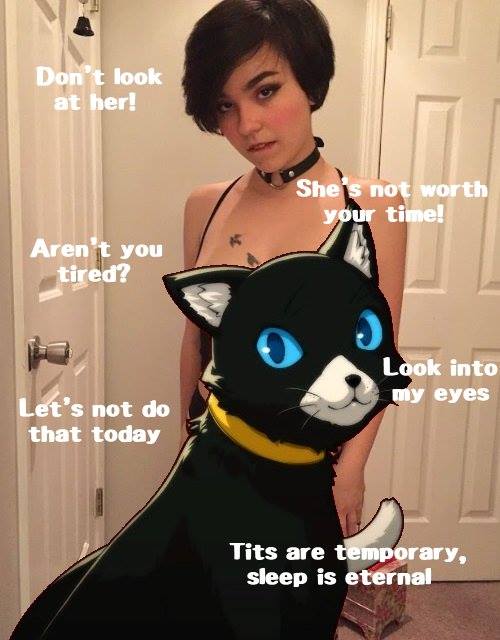 Don't look
at her!
She's not worth
your time!
Aren't you
tired?
Look into
my eyes
Let's not do
that today
Tits are temporary,
sleep is eternal